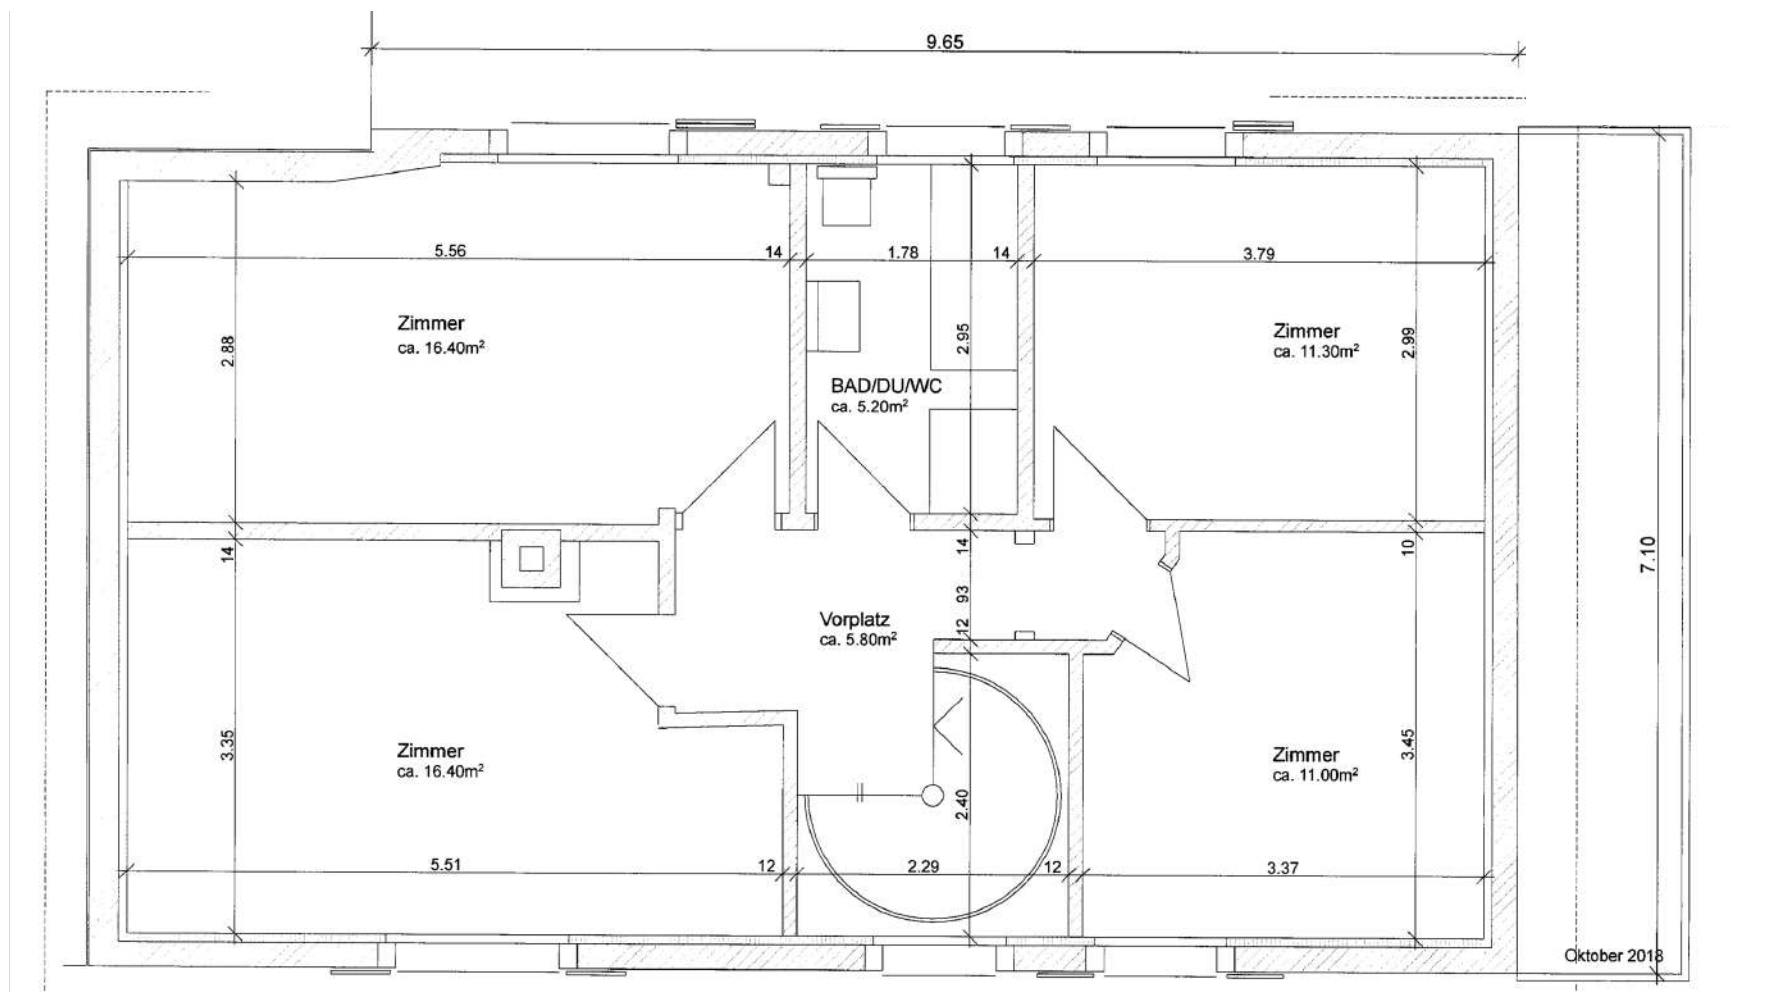 9.65
5.56
14
1.78
14
3.79
Zimmer
ca. 16.40m²
2.88
2.95
Zimmer
ca. 11.30m²
2.99
BAD/DU/WC
ca. 5.20m²
14
14
10
7.10
93
12
Vorplatz
ca. 5.80m²
Zimmer
ca. 16.40m²
3.35
2.40
Zimmer
ca. 11.00m²
3.45
5.51
12
2.29
12
3.37
Oktober 2018